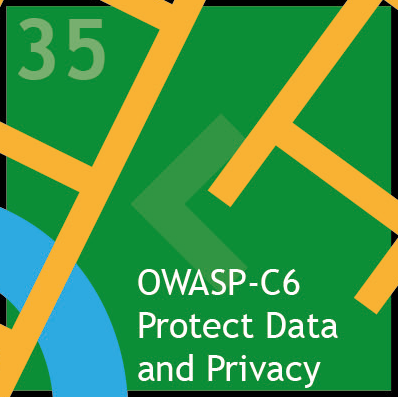 35
OWASP-C6
Protect Data
and Privacy